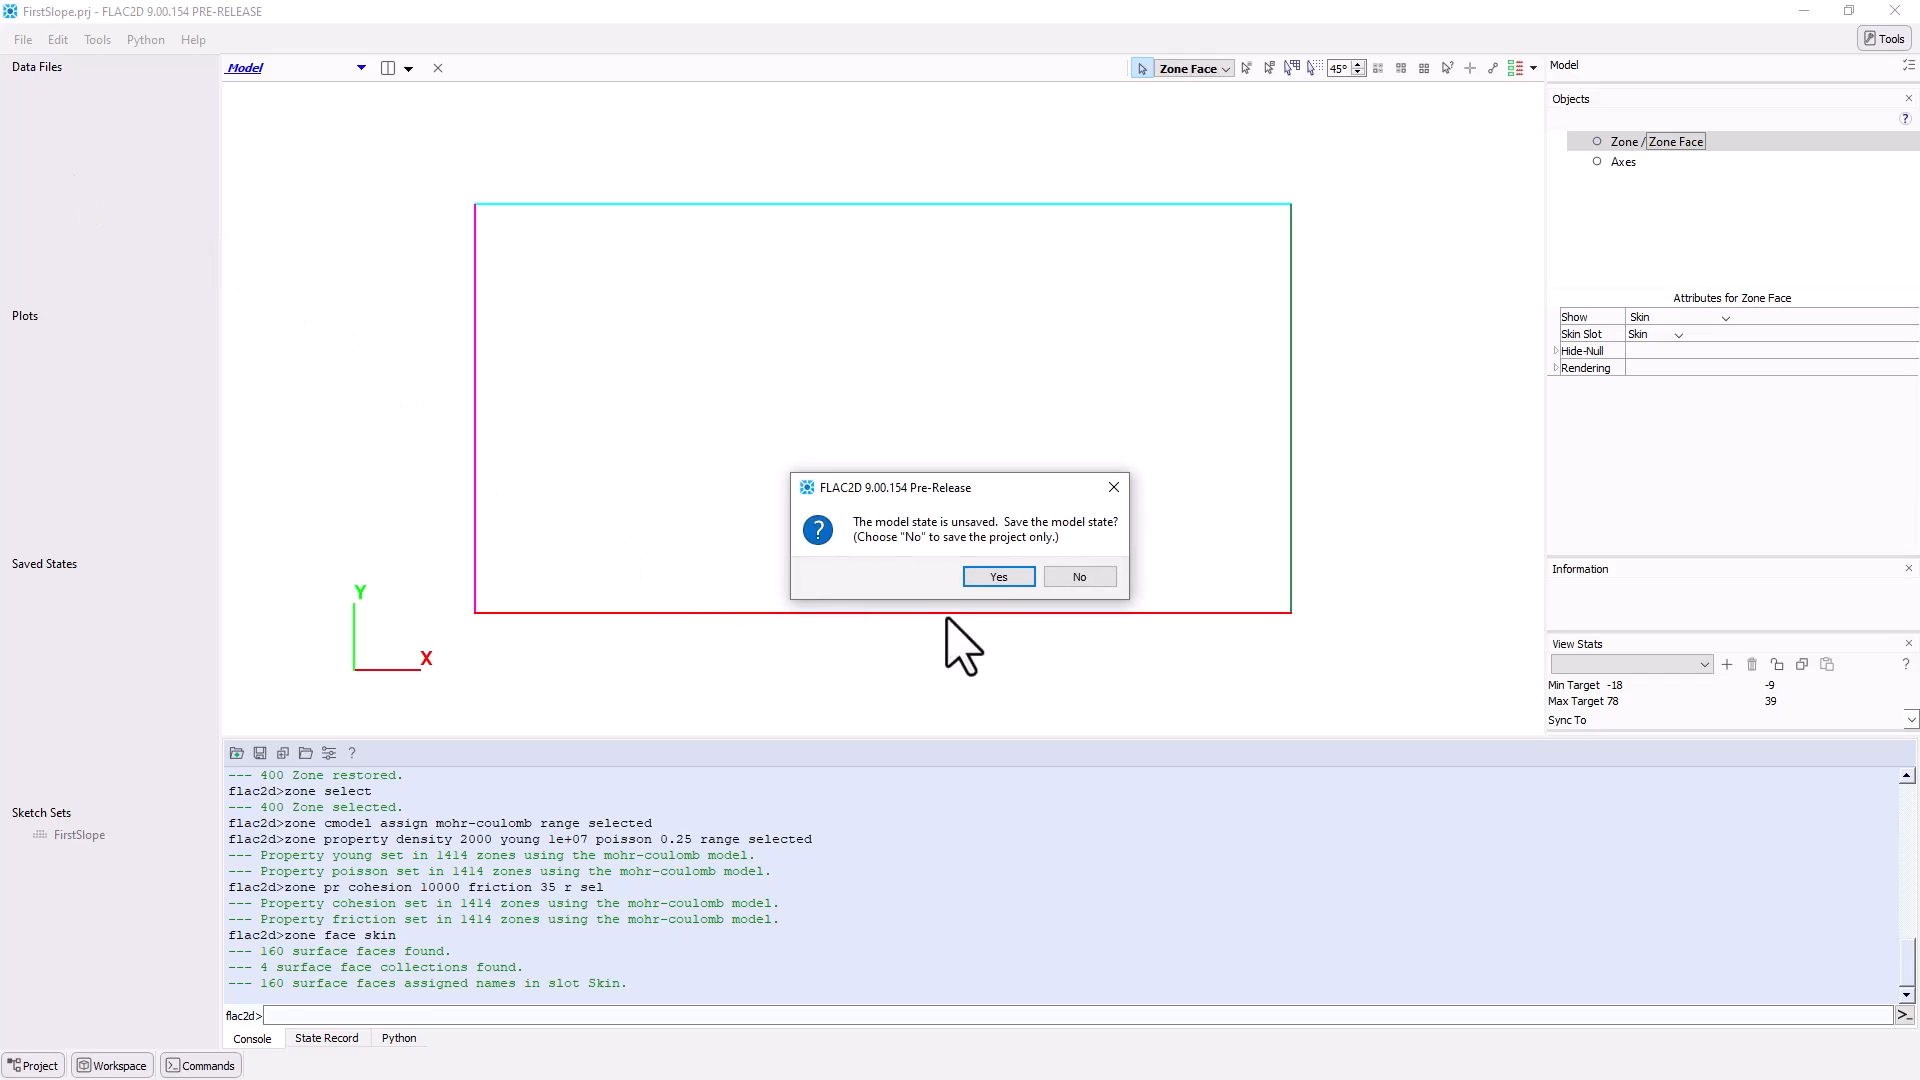 FirstSlope.prj - FLAC2D 9.00.154 PRE-RELEASE
File Edit Tools Python Help
Tools
Data Files
Plots
Saved States
Sketch Sets
FirstSlope
Model
Zone Face
45°
Y
X
FLAC2D 9.00.154 Pre-Release
The model state is unsaved. Save the model state?
(Choose "No" to save the project only.)
Yes No
Model
Objects
Zone / Zone Face
Axes
Attributes for Zone Face
Show Skin
Skin Slot Skin
Hide-Null
Rendering
Information
View Stats
Min Target -18 -9
Max Target 78 39
Sync To
--- 400 Zone restored.
flac2d>zone select
--- 400 Zone selected.
flac2d>zone cmodel assign mohr-coulomb range selected
flac2d>zone property density 2000 young 1e+07 poisson 0.25 range selected
--- Property young set in 1414 zones using the mohr-coulomb model.
--- Property poisson set in 1414 zones using the mohr-coulomb model.
flac2d>zone pr cohesion 10000 friction 35 r sel
--- Property cohesion set in 1414 zones using the mohr-coulomb model.
--- Property friction set in 1414 zones using the mohr-coulomb model.
flac2d>zone face skin
--- 160 surface faces found.
--- 4 surface face collections found.
--- 160 surface faces assigned names in slot Skin.
flac2d>
Console State Record Python
Project Workspace Commands